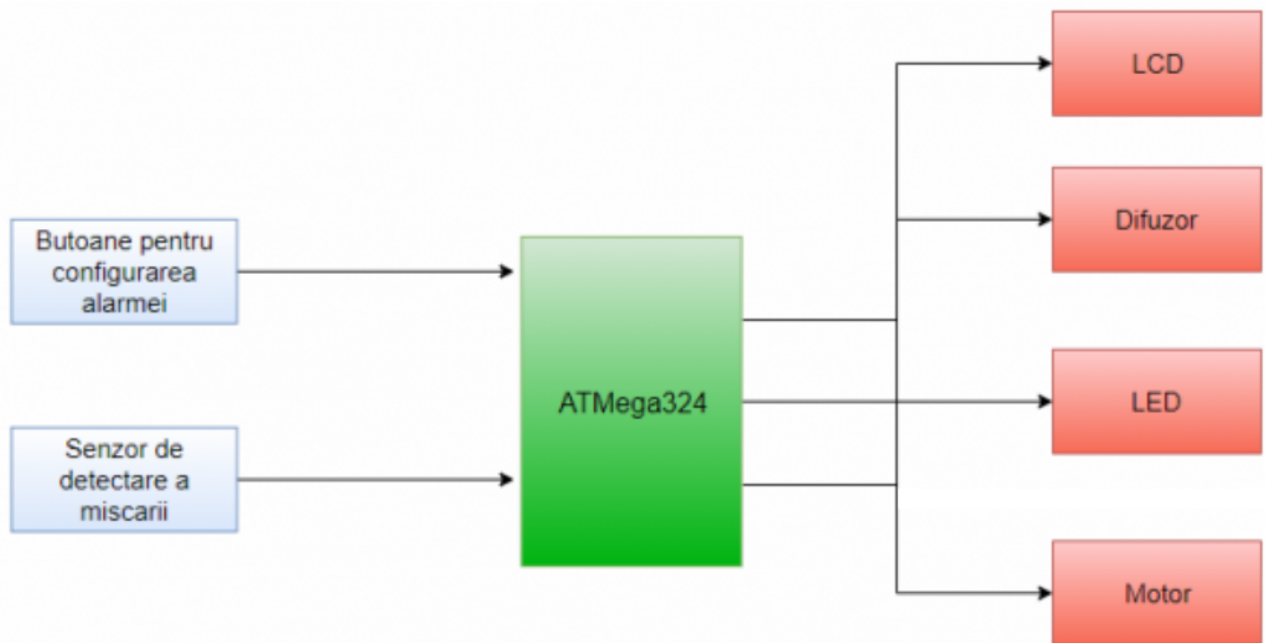 LCD
Difuzor
Butoane pentru
configurarea
alarmei
ATMega324
LED
Senzor de
detectare a
miscarii
Motor